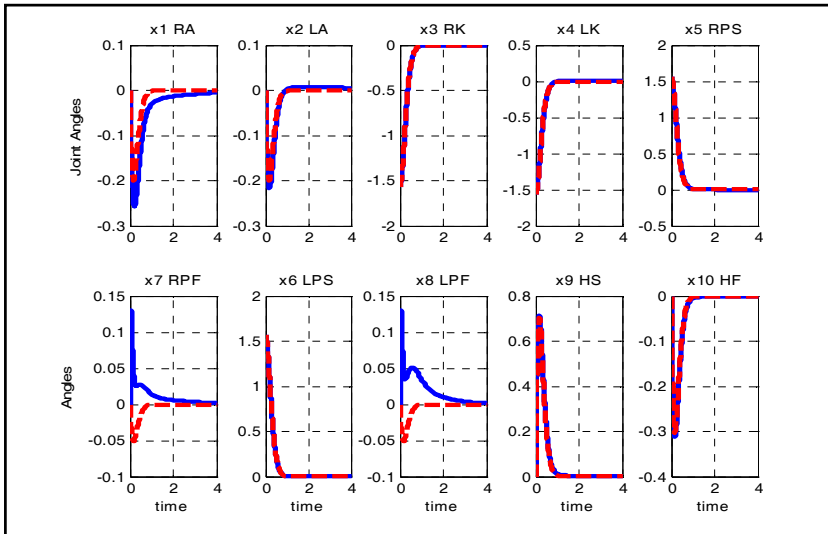 x1 RA x2 LA x3 RK x4 LK x5 RPS
0.1 0.1 0 0.5 2
0 0 -0.5 0 1.5
-0.1 -0.1 -1 -0.5 1
-0.2 -0.2 -1.5 -1 0.5
-0.3 -0.3 -2 -1.5 0
-2 -0.5
0 2 4 0 2 4 0 2 4 0 2 4 0 2 4
Joint Angles
x7 RPF x6 LPS x8 LPF x9 HS x10 HF
0.15 2 0.15 0.8 0
0.1 1.5 0.1 0.6 -0.1
0.05 1 0.05 0.4 -0.2
0 0.5 0 0.2 -0.3
-0.05 0 -0.05 0 -0.4
-0.1 -0.1
0 2 4 0 2 4 0 2 4 0 2 4 0 2 4
Angles
time time time time time